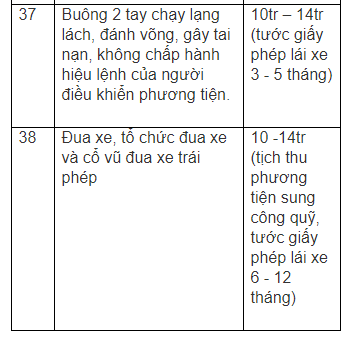 37
Buông 2 tay chạy lạng
lách, đánh võng, gây tai
nạn, không chấp hành
hiệu lệnh của người
điều khiển phương tiện.
10tr – 14tr
(tước giấy
phép lái xe
3 - 5 tháng)
38
Đua xe, tổ chức đua xe
và cổ vũ đua xe trái
phép
10 -14tr
(tịch thu
phương
tiện sung
công quỹ,
tước giấy
phép lái xe
6 - 12
tháng)